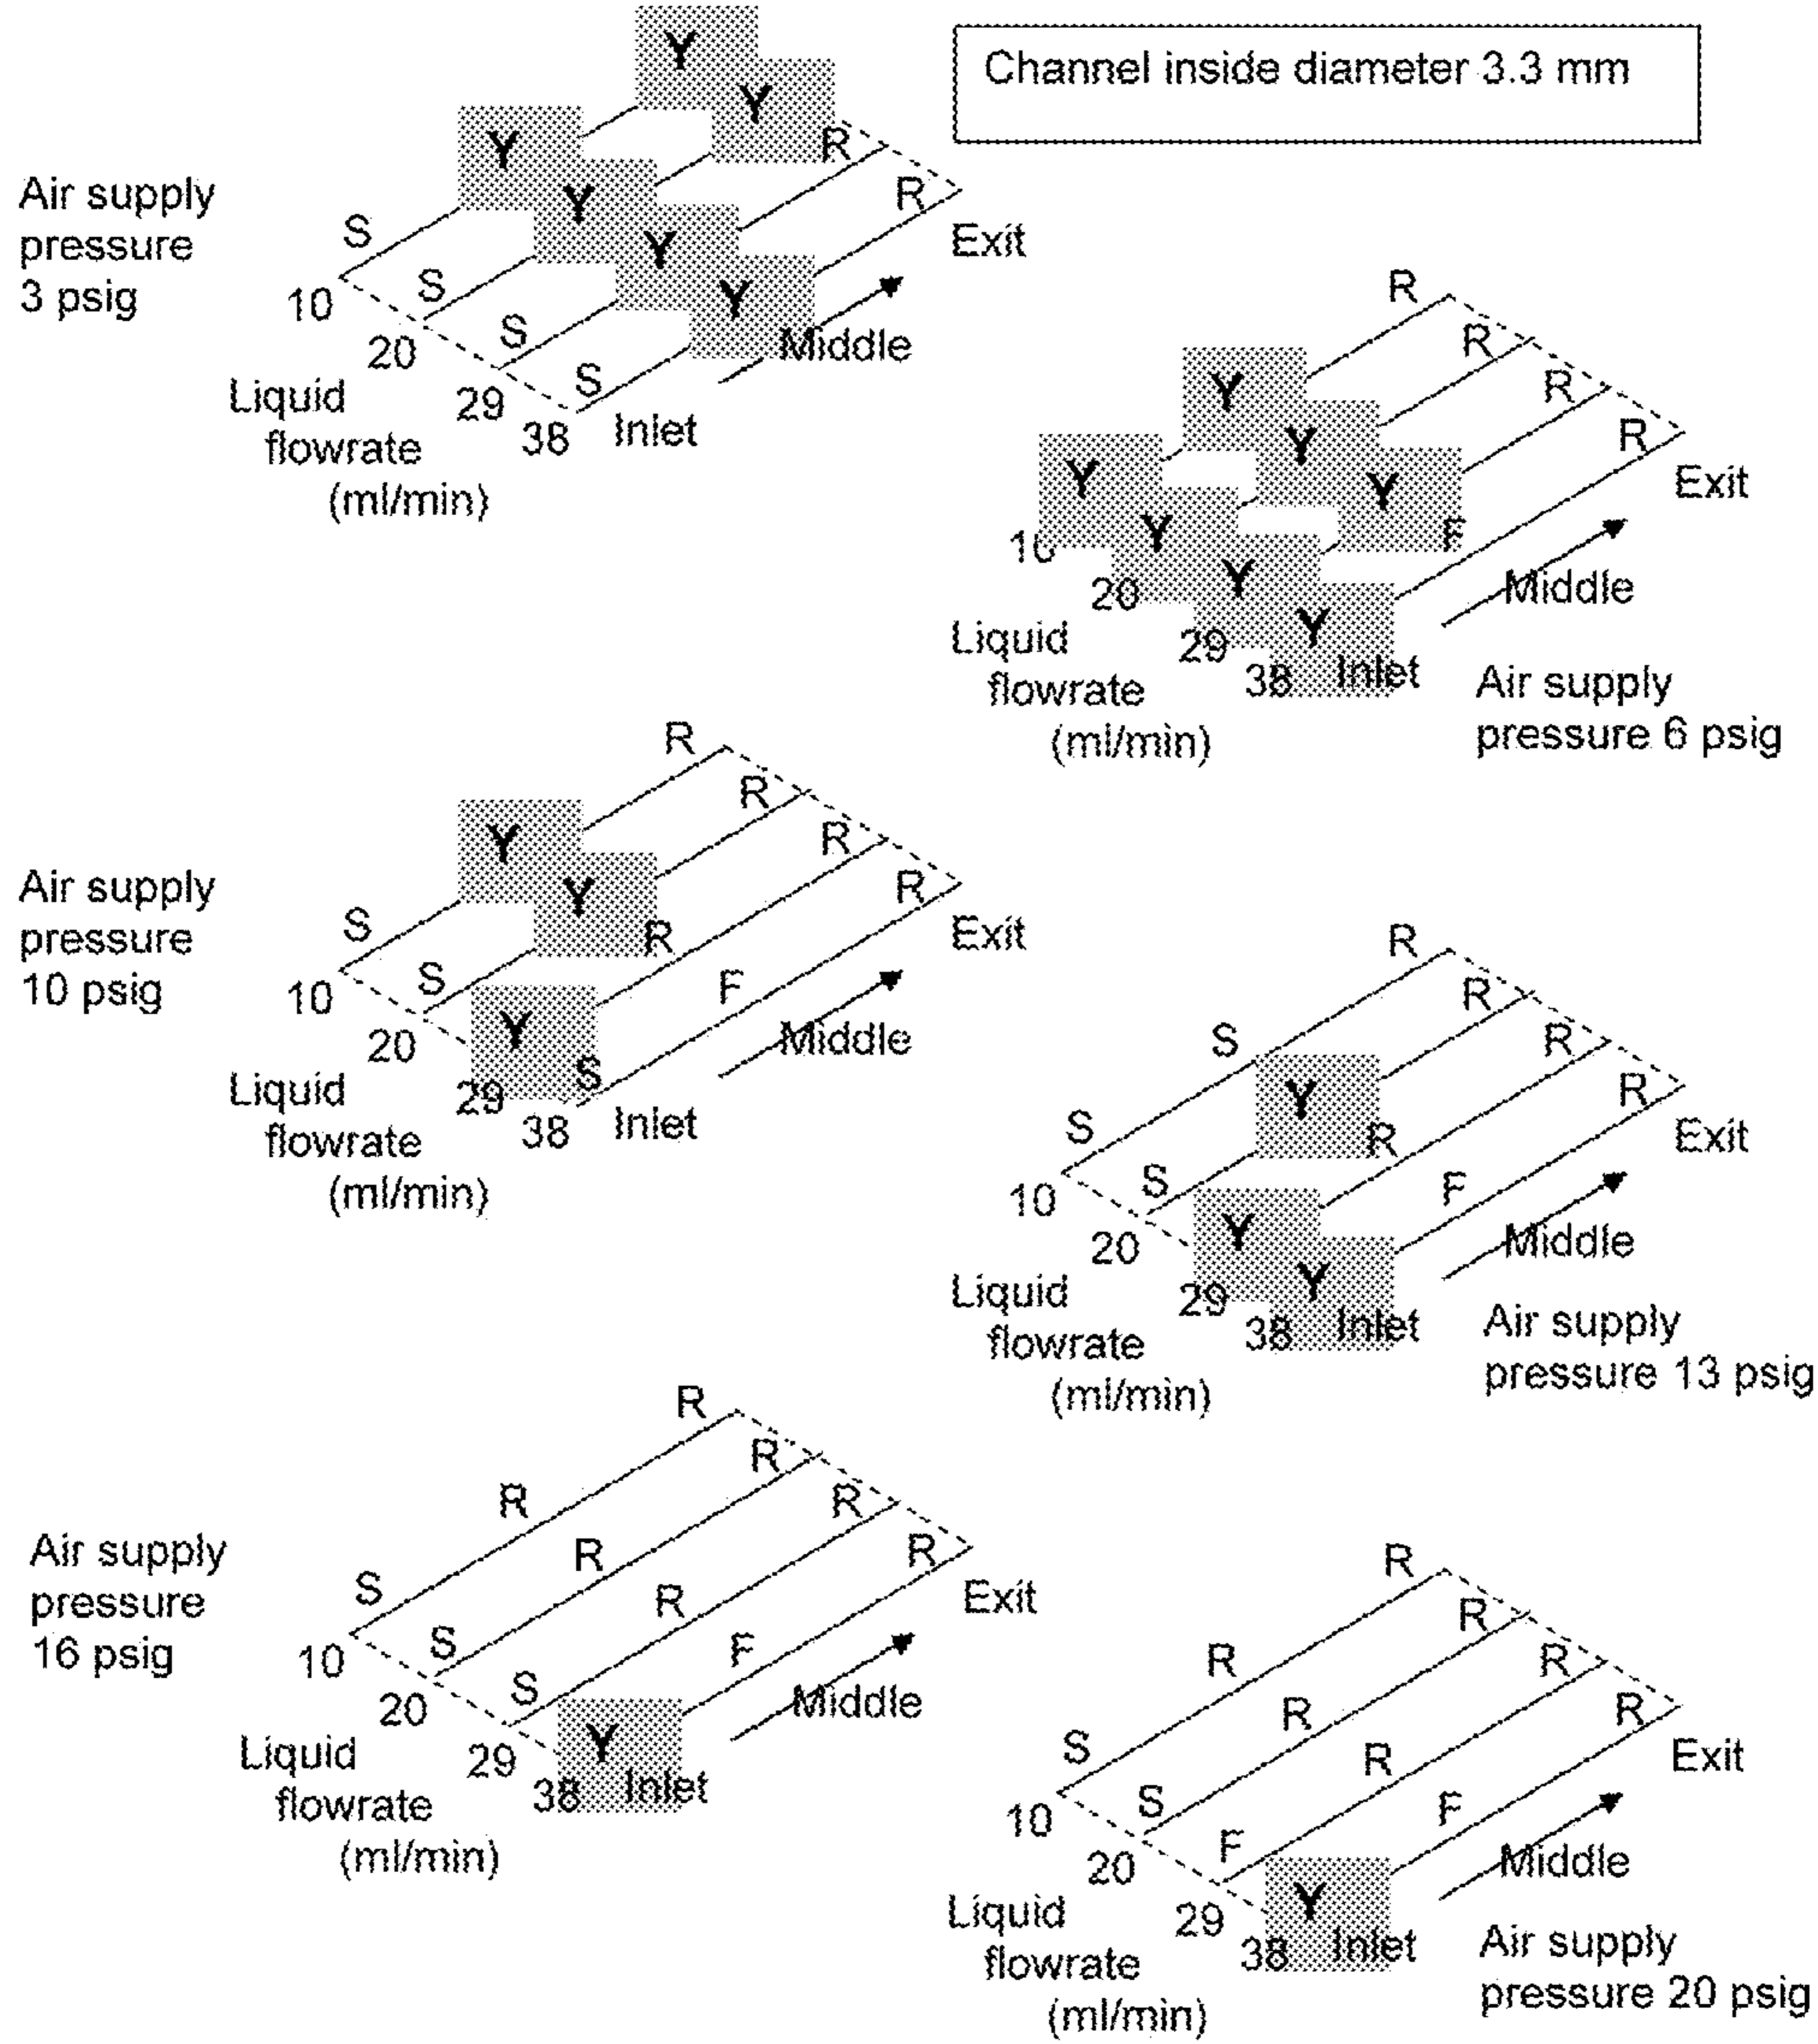 Channel inside diameter 3.3 mm
Y
Y
Y
R
Y
R
S
Y
S
Y
S
S
Air supply
pressure
3 psig
10
20
29
38
Liquid
flowrate
(ml/min)
Inlet
Middle
Exit
R
R
Y
R
Y
R
Y
Y
Y
F
Y
Y
10
20
29
38
Liquid
flowrate
(ml/min)
Inlet
Middle
Exit
Air supply
pressure 6 psig
R
R
Y
R
Y
R
S
R
S
F
Y
S
Air supply
pressure
10 psig
10
20
29
38
Liquid
flowrate
(ml/min)
Inlet
Middle
Exit
R
R
S
R
Y
R
S
R
S
F
Y
Y
10
20
29
38
Liquid
flowrate
(ml/min)
Inlet
Middle
Exit
Air supply
pressure 13 psig
R
R
R
R
R
R
S
R
S
F
S
Y
Air supply
pressure
16 psig
10
20
29
38
Liquid
flowrate
(ml/min)
Inlet
Middle
Exit
R
R
R
R
R
R
S
R
S
F
F
Y
10
20
29
38
Liquid
flowrate
(ml/min)
Inlet
Middle
Exit
Air supply
pressure 20 psig